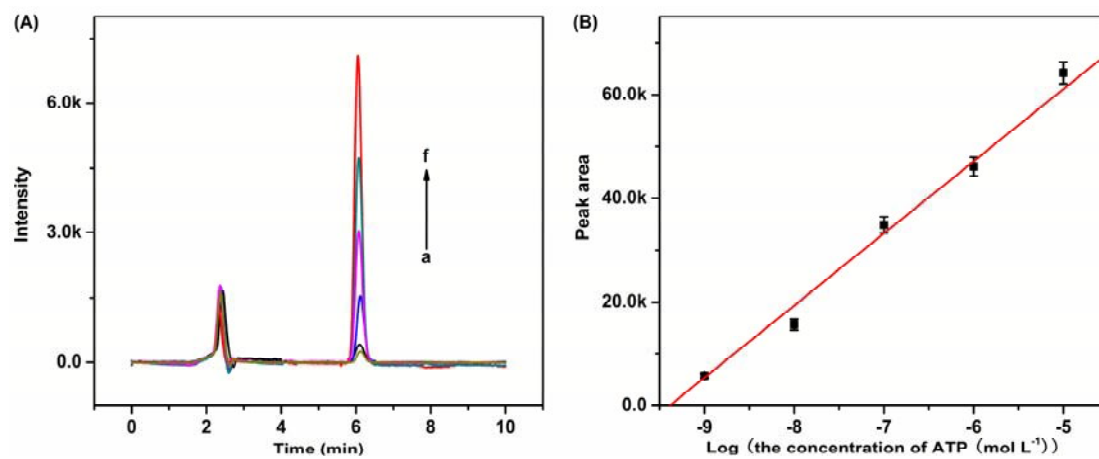 (A)
6.0k
3.0k
0.0
Intensity
f
a
0 2 4 6 8 10
Time (min)
(B)
60.0k
40.0k
20.0k
0.0
Peak area
-9 -8 -7 -6 -5
Log（the concentration of ATP（mol L-1））